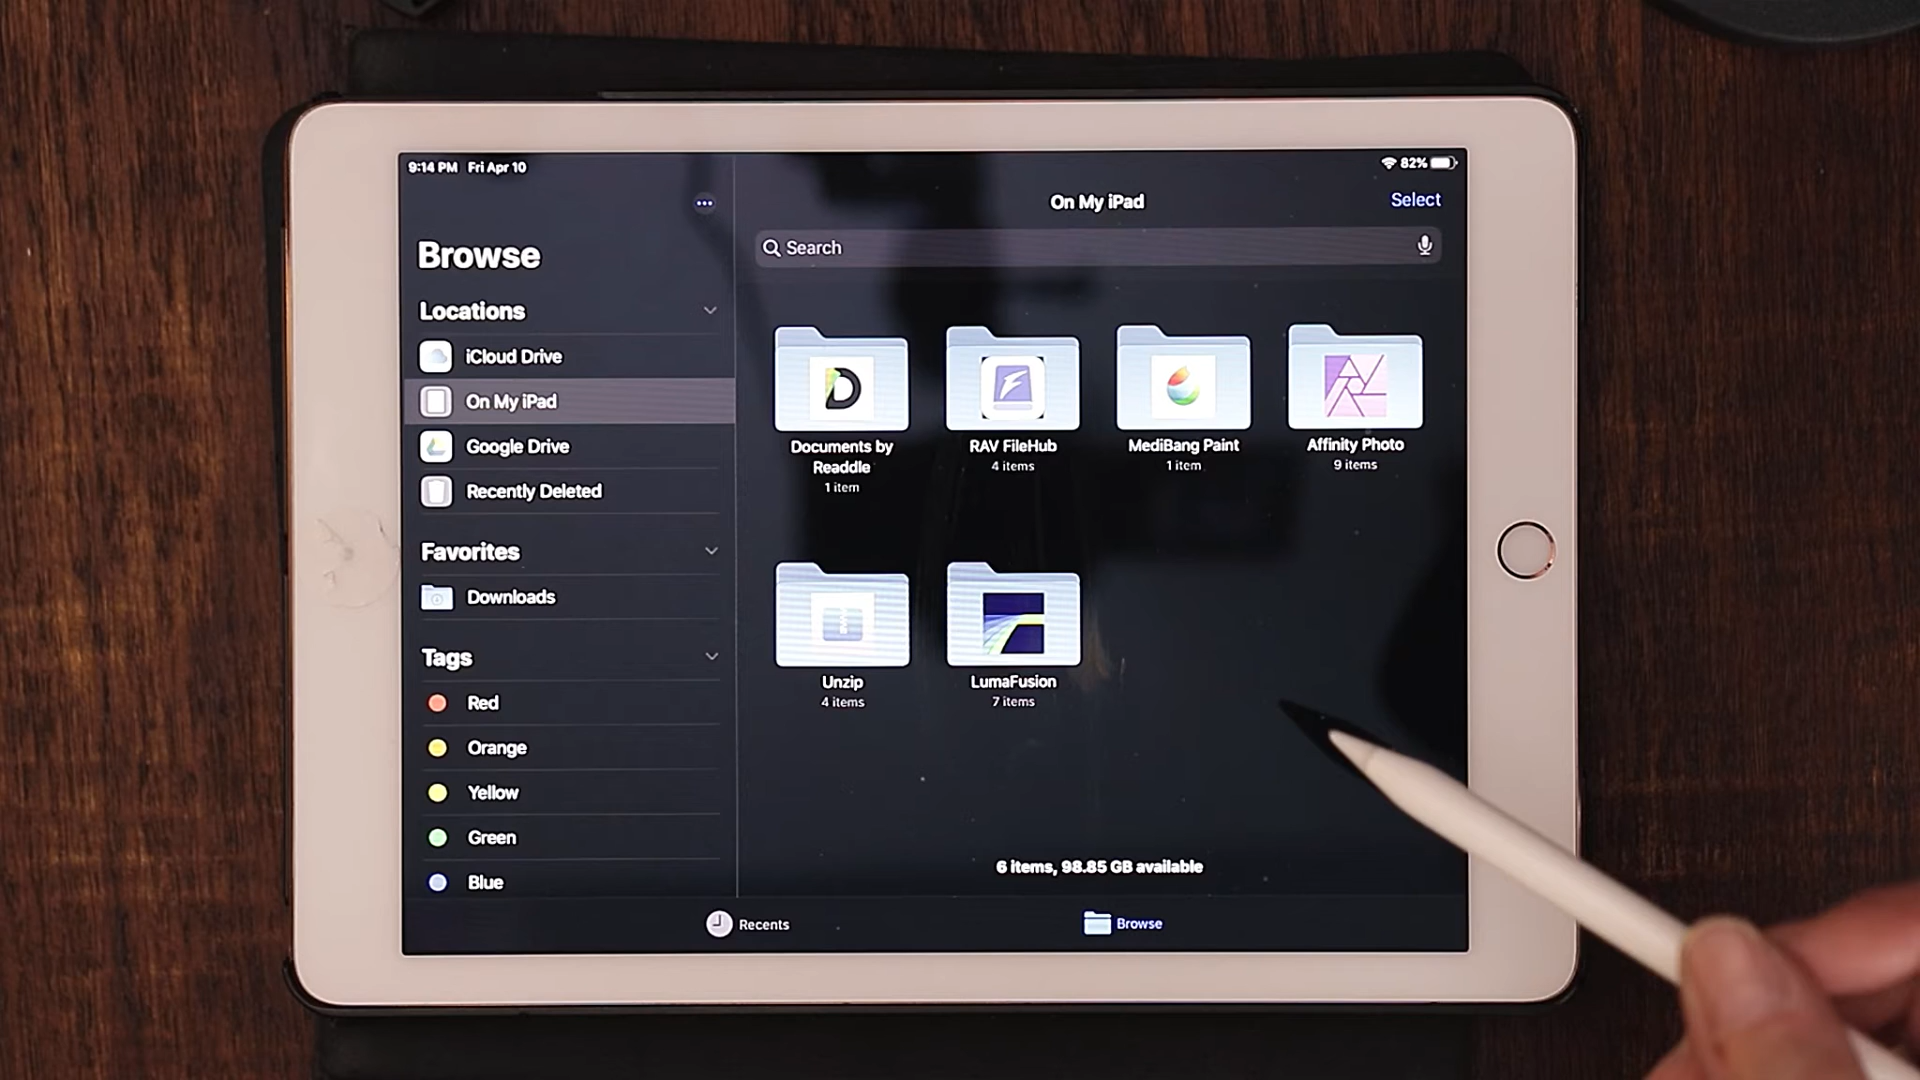 9:14 PM Fri Apr 10
82%
Browse
Locations
iCloud Drive
On My iPad
Google Drive
Recently Deleted
Favorites
Downloads
Tags
Red
Orange
Yellow
Green
Blue
On My iPad
Select
Search
Documents by
Readdle
1 item
RAV FileHub
4 items
MediBang Paint
1 item
Affinity Photo
9 items
Unzip
4 items
LumaFusion
7 items
6 items, 98.85 GB available
Recents
Browse